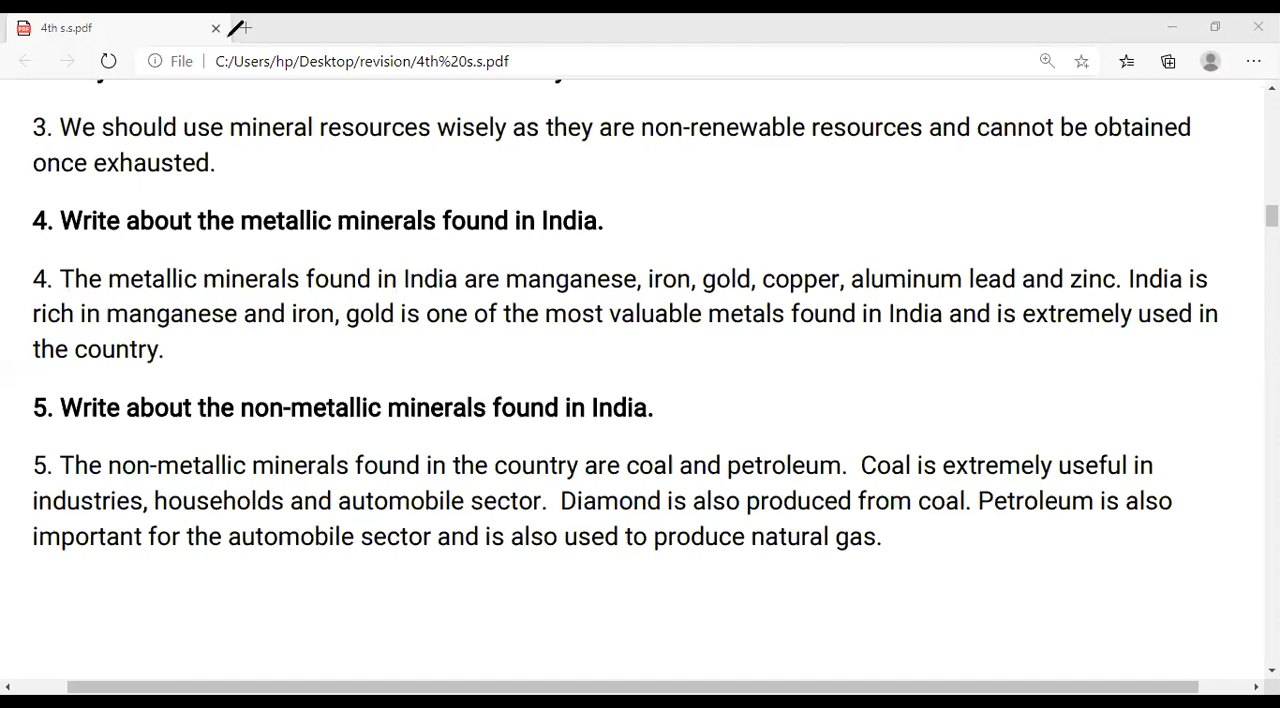 4th s.s.pdf
File
C:/Users/hp/Desktop/revision/4th%20s.s.pdf
3. We should use mineral resources wisely as they are non-renewable resources and cannot be obtained
once exhausted.
4. Write about the metallic minerals found in India.
4. The metallic minerals found in India are manganese, iron, gold, copper, aluminum lead and zinc. India is
rich in manganese and iron, gold is one of the most valuable metals found in India and is extremely used in
the country.
5. Write about the non-metallic minerals found in India.
5. The non-metallic minerals found in the country are coal and petroleum.  Coal is extremely useful in
industries, households and automobile sector.  Diamond is also produced from coal. Petroleum is also
important for the automobile sector and is also used to produce natural gas.